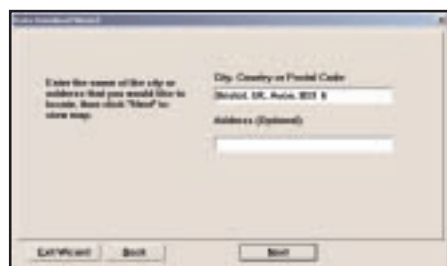 Enter the name of the city or
address that you would like to
locate, then click "Next" to
view map.
City, Country or Postal Code
Bristol, UK, Avon, BS1 6
Address (Optional)
Exit Wizard
Back
Next